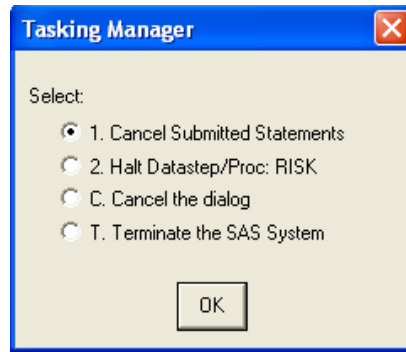 Tasking Manager
Select:
1. Cancel Submitted Statements
2. Halt Datastep/Proc: RISK
C. Cancel the dialog
T. Terminate the SAS System
OK